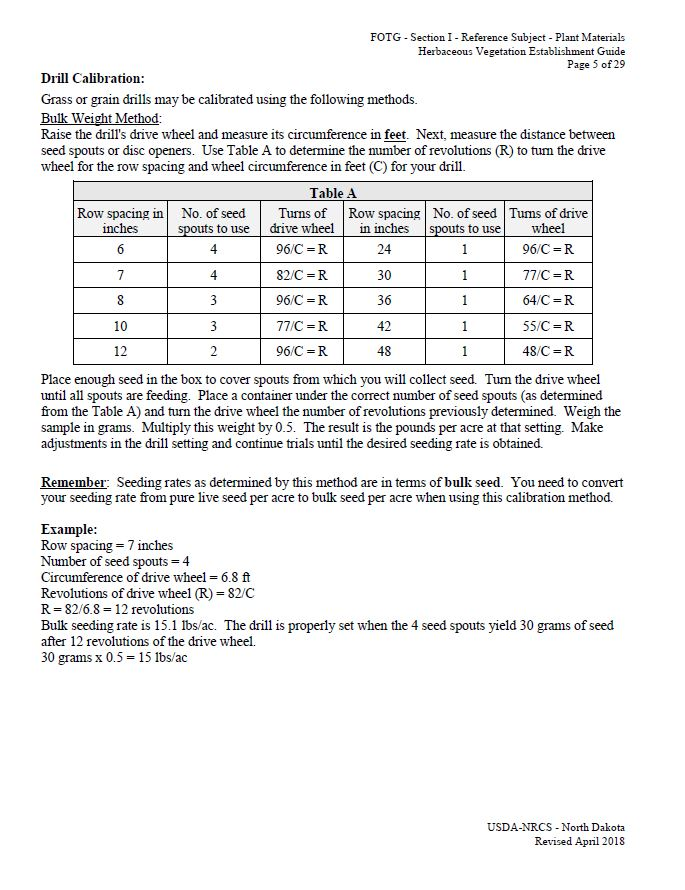 FOTG - Section I - Reference Subject - Plant Materials
Herbaceous Vegetation Establishment Guide
Page 5 of 29
Drill Calibration:
Grass or grain drills may be calibrated using the following methods.
Bulk Weight Method:
Raise the drill's drive wheel and measure its circumference in feet. Next, measure the distance between
seed spouts or disc openers. Use Table A to determine the number of revolutions (R) to turn the drive
wheel for the row spacing and wheel circumference in feet (C) for your drill.
Table A
Row spacing in inches No. of seed spouts to use Turns of drive wheel Row spacing in inches No. of seed spouts to use Turns of drive wheel
6 4 96/C = R 24 1 96/C = R
7 4 82/C = R 30 1 77/C = R
8 3 96/C = R 36 1 64/C = R
10 3 77/C = R 42 1 55/C = R
12 2 96/C = R 48 1 48/C = R
Place enough seed in the box to cover spouts from which you will collect seed. Turn the drive wheel
until all spouts are feeding. Place a container under the correct number of seed spouts (as determined
from the Table A) and turn the drive wheel the number of revolutions previously determined. Weigh the
sample in grams. Multiply this weight by 0.5. The result is the pounds per acre at that setting. Make
adjustments in the drill setting and continue trials until the desired seeding rate is obtained.
Remember: Seeding rates as determined by this method are in terms of bulk seed. You need to convert
your seeding rate from pure live seed per acre to bulk seed per acre when using this calibration method.
Example:
Row spacing = 7 inches
Number of seed spouts = 4
Circumference of drive wheel = 6.8 ft
Revolutions of drive wheel (R) = 82/C
R = 82/6.8 = 12 revolutions
Bulk seeding rate is 15.1 lbs/ac. The drill is properly set when the 4 seed spouts yield 30 grams of seed
after 12 revolutions of the drive wheel.
30 grams x 0.5 = 15 lbs/ac
USDA-NRCS - North Dakota
Revised April 2018